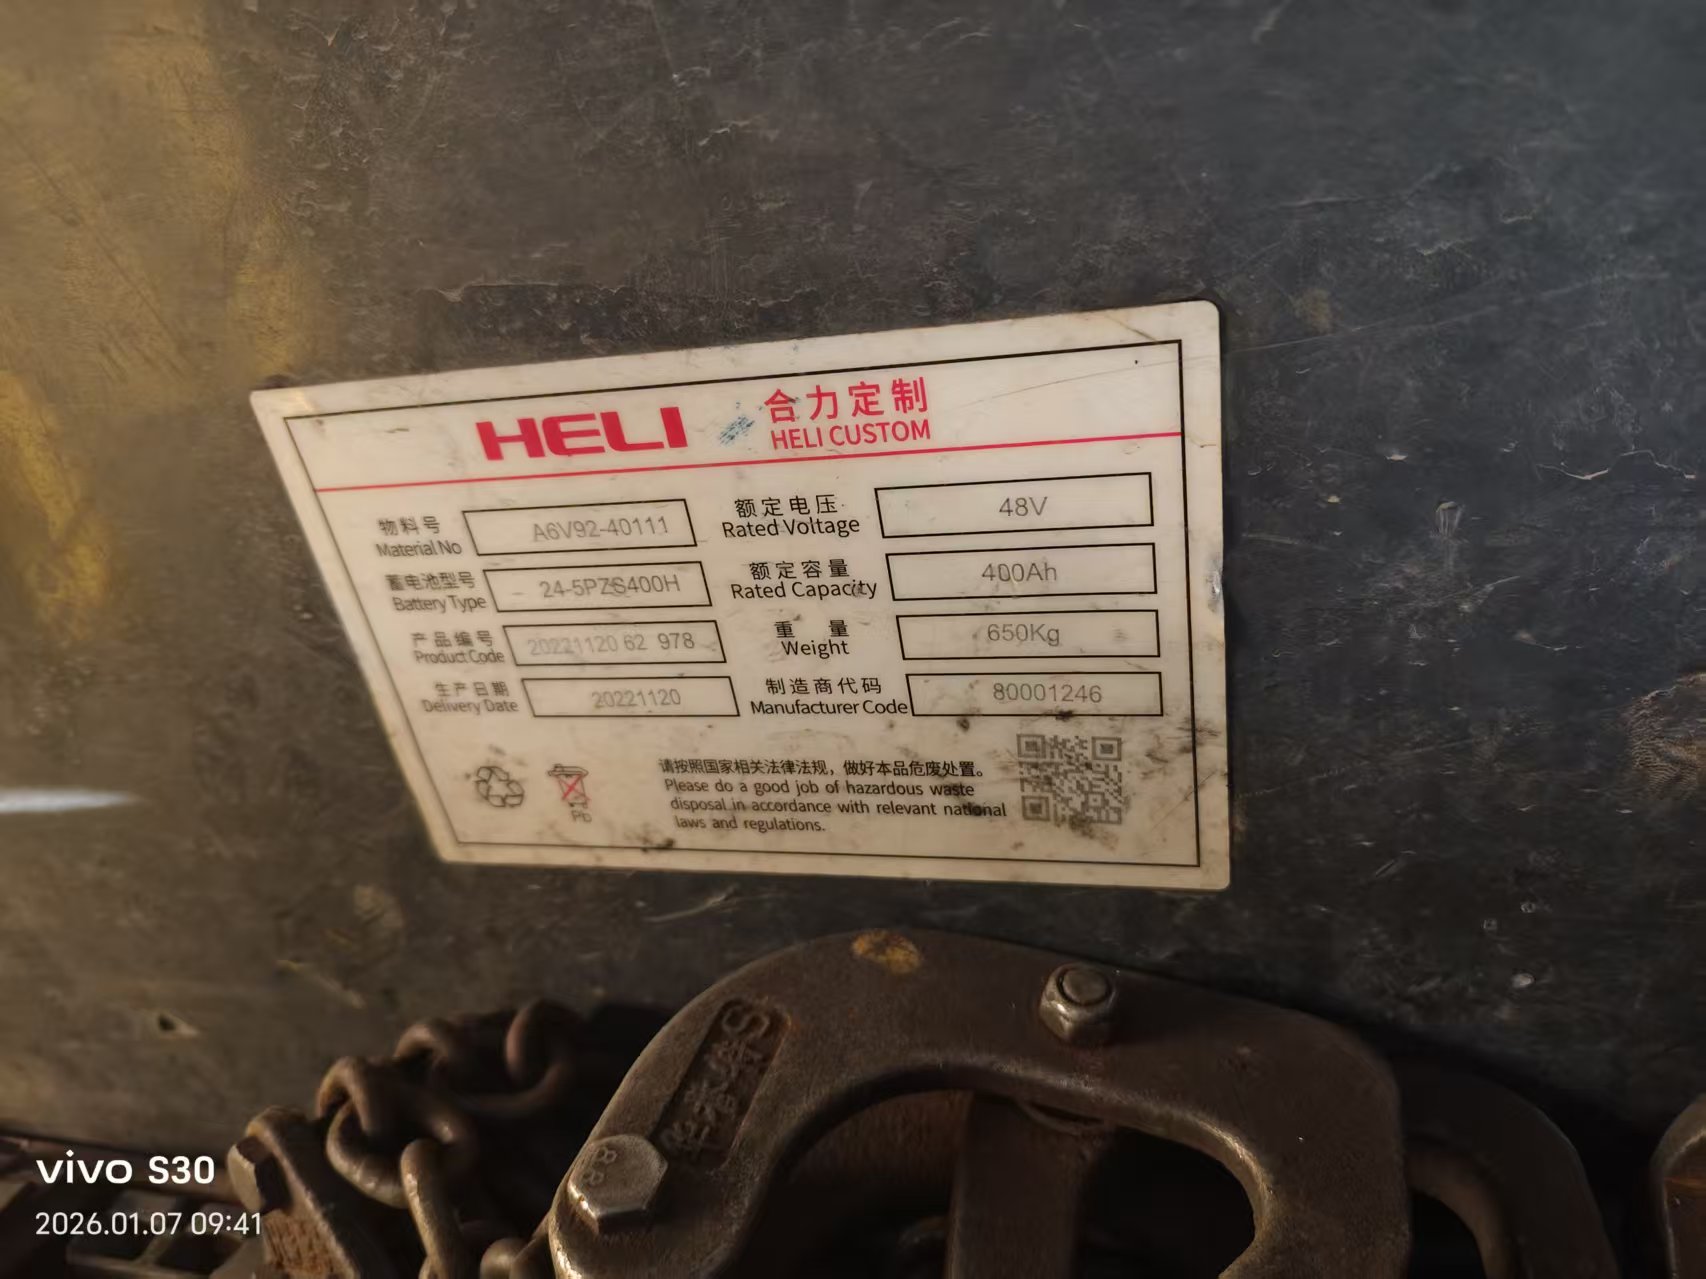 HELI 合力定制
HELI CUSTOM
物料号 A6V92-40111 额定电压 48V
Material No Rated Voltage
蓄电池型号 24-5PZS400H 额定容量 400Ah
Battery Type Rated Capacity
产品编号 20221120 62 978 重量 650Kg
Product Code Weight
生产日期 20221120 制造商代码 80001246
Delivery Date Manufacturer Code
请按照国家相关法律法规，做好本品危废处置。
Please do a good job of hazardous waste
disposal in accordance with relevant national
laws and regulations.
Pb
8.8
vivo S30
2026.01.07 09:41